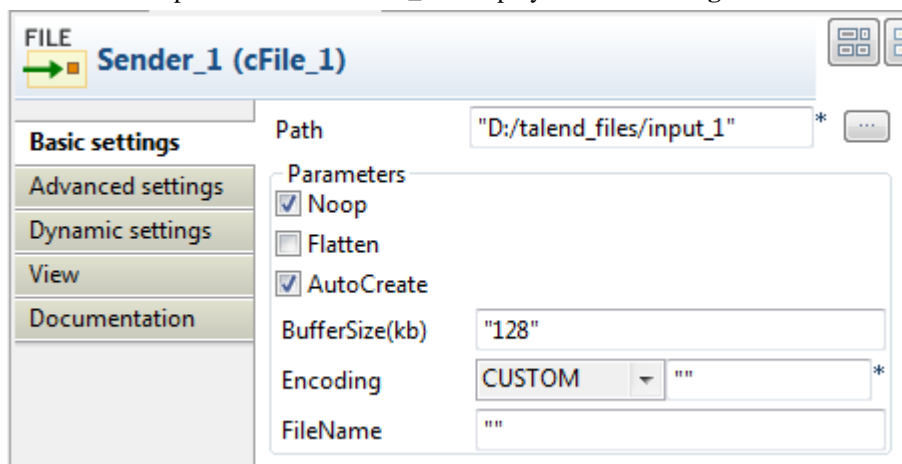 FILE
Sender_1 (cFile_1)
Basic settings
Advanced settings
Dynamic settings
View
Documentation
Path "D:/talend_files/input_1" * ...
Parameters
Noop
Flatten
AutoCreate
BufferSize(kb) "128"
Encoding CUSTOM "" *
FileName ""